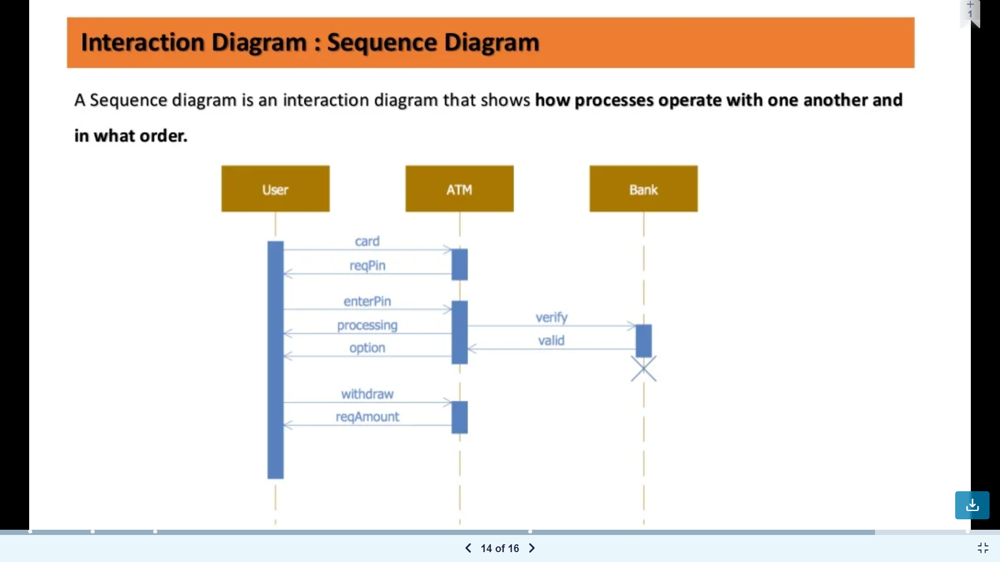 +
1
Interaction Diagram : Sequence Diagram
A Sequence diagram is an interaction diagram that shows how processes operate with one another and
in what order.
User
ATM
Bank
card
reqPin
enterPin
verify
processing
valid
option
withdraw
reqAmount
14 of 16